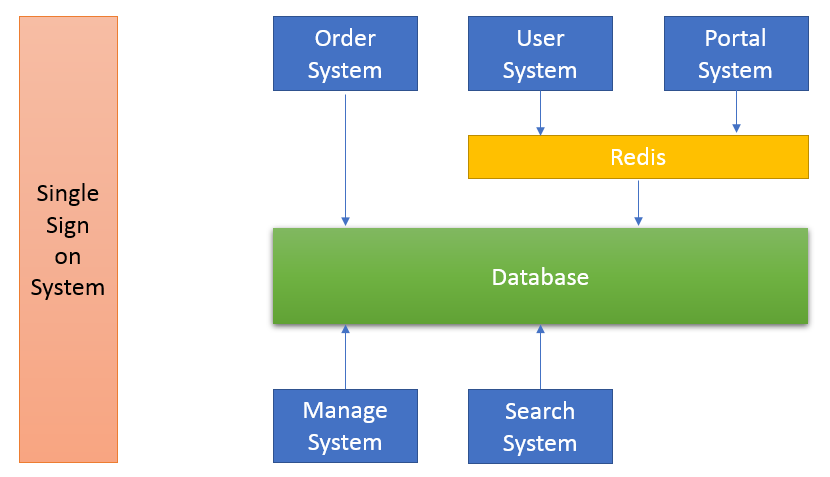 Order
System
User
System
Portal
System
Redis
Single
Sign
on
System
Database
Manage
System
Search
System